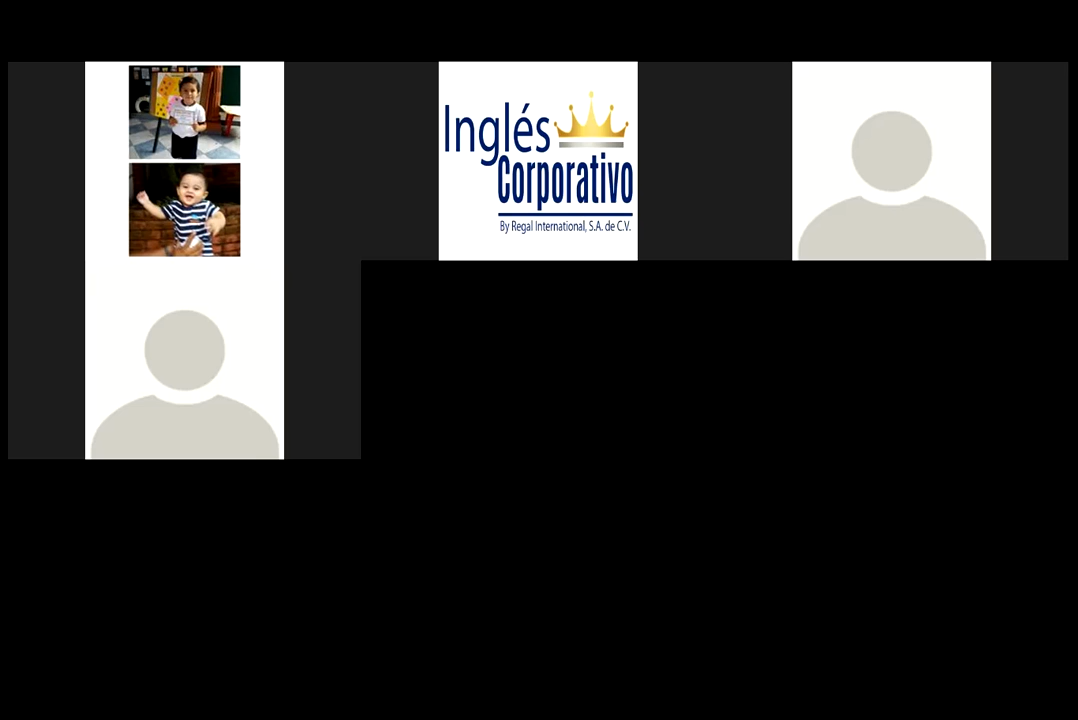 Inglés
Corporativo
By Regal International, S.A. de C.V.